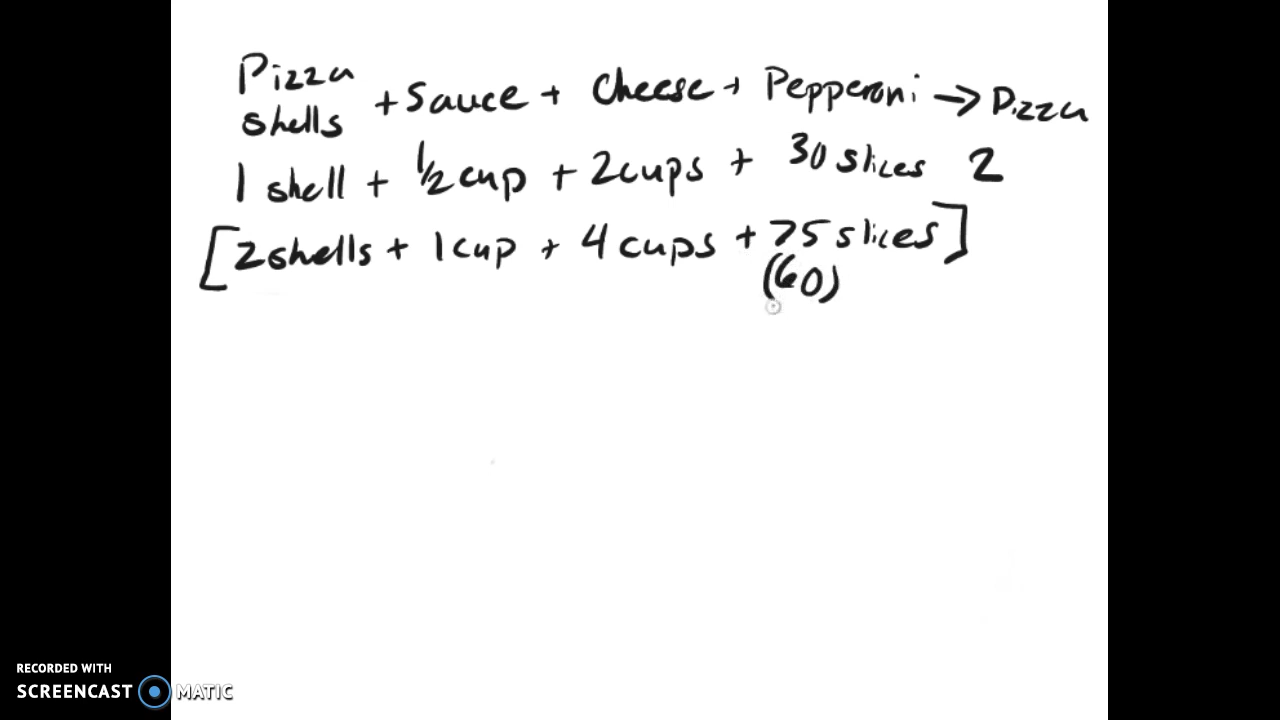 Pizza shells + Sauce + Cheese + Pepperoni → Pizza
1 shell + 1/2 cup + 2 cups + 30 slices 2
[2 shells + 1 cup + 4 cups + 75 slices]
(60)
RECORDED WITH
SCREENCAST MATIC